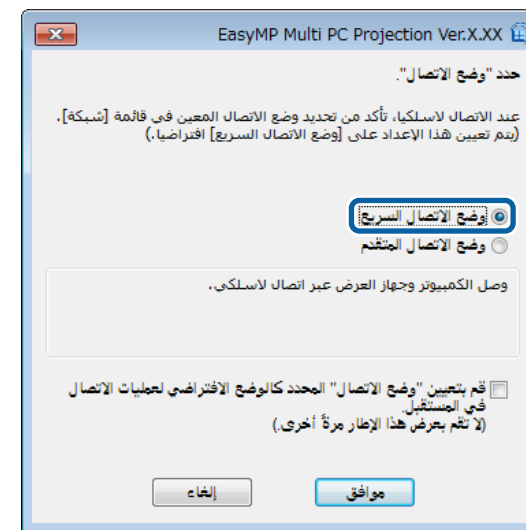 EasyMP Multi PC Projection Ver.X.XX
حدد "وضع الاتصال".
عند الاتصال لاسلكيا، تأكد من تحديد وضع الاتصال المعين في قائمة [شبكة].
(يتم تعيين هذا الإعداد على [وضع الاتصال السريع] افتراضيا.)
وضع الاتصال السريع
وضع الاتصال المتقدم
وصل الكمبيوتر وجهاز العرض عبر اتصال لاسلكي.
قم بتعيين "وضع الاتصال" المحدد كالوضع الافتراضي لعمليات الاتصال
في المستقبل.
(لا تقم بعرض هذا الإطار مرةً أخرى.)
موافق
إلغاء